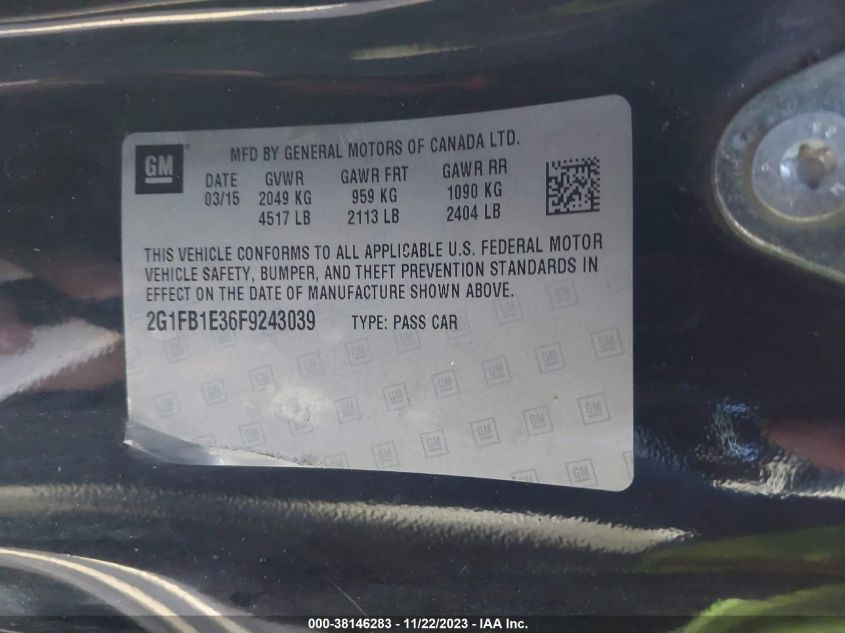 GM
MFD BY GENERAL MOTORS OF CANADA LTD.
DATE GVWR GAWR FRT GAWR RR
03/15 2049 KG 959 KG 1090 KG
4517 LB 2113 LB 2404 LB
THIS VEHICLE CONFORMS TO ALL APPLICABLE U.S. FEDERAL MOTOR
VEHICLE SAFETY, BUMPER, AND THEFT PREVENTION STANDARDS IN
EFFECT ON THE DATE OF MANUFACTURE SHOWN ABOVE.
2G1FB1E36F9243039 TYPE: PASS CAR
000-38146283 - 11/22/2023 - IAA Inc.